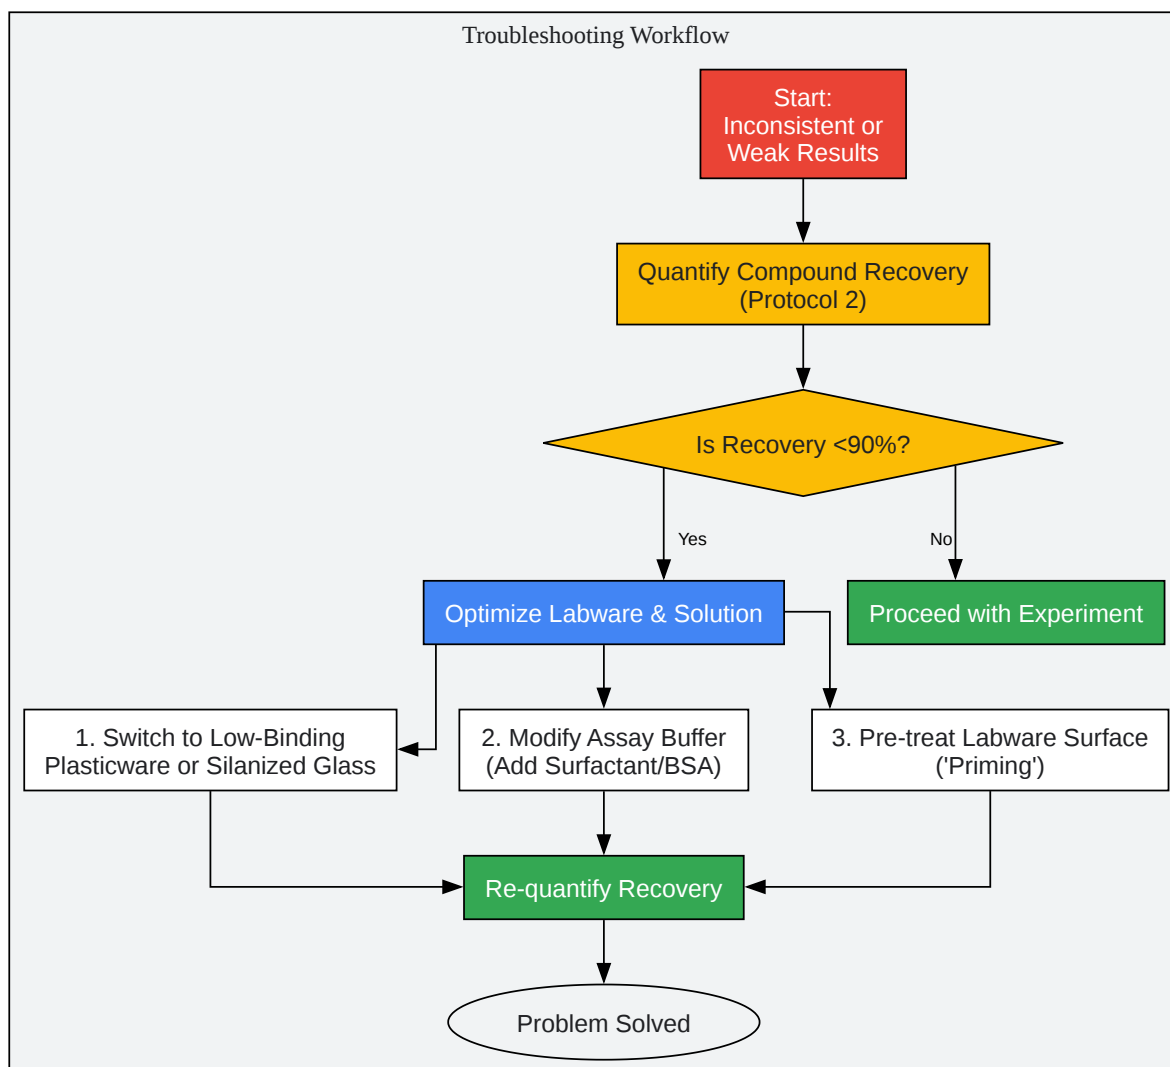 Troubleshooting Workflow
Start:
Inconsistent or
Weak Results
Quantify Compound Recovery
(Protocol 2)
Is Recovery <90%?
Yes
No
Optimize Labware & Solution
Proceed with Experiment
1. Switch to Low-Binding
Plasticware or Silanized Glass
2. Modify Assay Buffer
(Add Surfactant/BSA)
3. Pre-treat Labware Surface
('Priming')
Re-quantify Recovery
Problem Solved